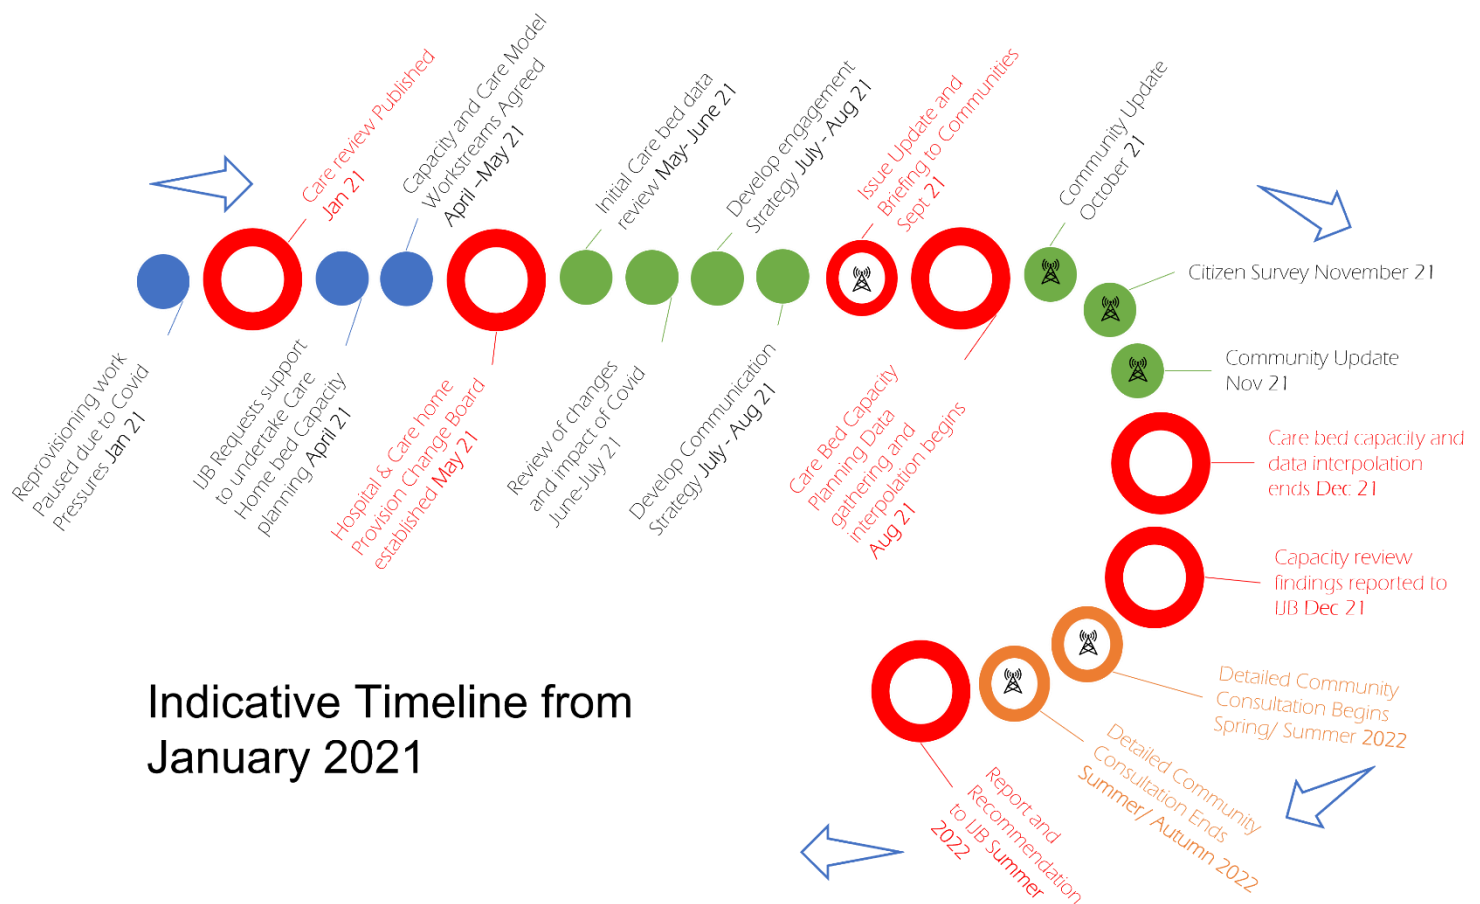 Reprovisioning work
Paused due to Covid
Pressures Jan 21
Care review Published
Jan 21
IJB Requests support
to undertake Care
Home bed Capacity
planning April 21
Capacity and Care Model
Workstreams Agreed
April –May 21
Hospital & Care home
Provision Change Board
established May 21
Initial Care bed data
review May- June 21
Review of changes
and impact of Covid
June-July 21
Develop engagement
Strategy July - Aug 21
Develop Communication
Strategy July - Aug 21
Issue Update and
Briefing to Communities
Sept 21
Care Bed Capacity
Planning Data
gathering and
interpolation begins
Aug 21
Community Update
October 21
Citizen Survey November 21
Community Update
Nov 21
Care bed capacity and
data interpolation
ends Dec 21
Capacity review
findings reported to
IJB Dec 21
Detailed Community
Consultation Begins
Spring/ Summer 2022
Detailed Community
Consultation Ends
Summer/ Autumn 2022
Report and
Recommendation
to IJB Summer
2022
Indicative Timeline from
January 2021